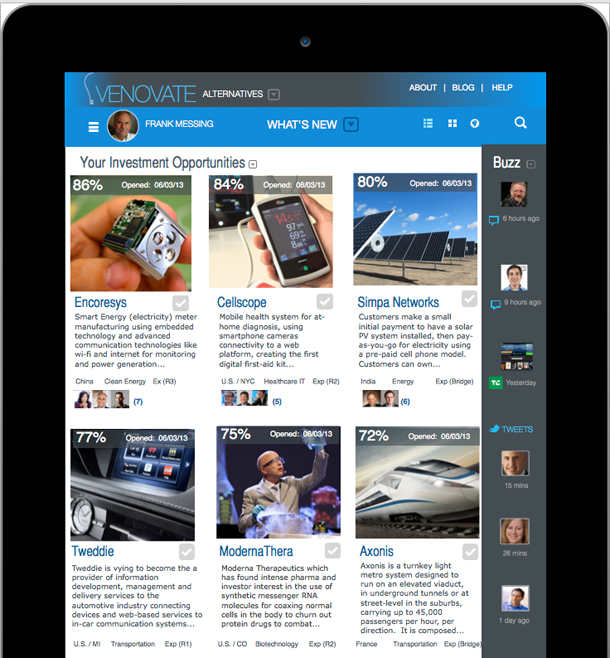 VENOVATE ALTERNATIVES
ABOUT | BLOG | HELP
FRANK MESSING
WHAT'S NEW
Your Investment Opportunities
Buzz
86% Opened: 06/03/13
84% Opened: 06/03/13
80% Opened: 06/03/13
6 hours ago
9 hours ago
Encoresys
Smart Energy (electricity) meter
manufacturing using embedded
technology and advanced
communication technologies like
wi-fi and internet for monitoring
and power generation...
China Clean Energy Ex (R3)
(7)
Cellscope
Mobile health system for at-
home diagnosis, using
smartphone cameras
connectivity to a web
platform, creating the first
digital first-aid kit...
U.S. / NYC Healthcare IT Exp (R2)
(5)
Simpa Networks
Customers make a small
initial payment to have a solar
PV system installed, then pay-
as-you-go for electricity using
a pre-paid cell phone model.
Customers can own...
India Energy Exp (Bridge)
(6)
Yesterday
TWEETS
15 mins
26 min
1 day ago
77% Opened: 06/03/13
75% Opened: 06/03/13
72% Opened: 06/03/13
Tweddie
Tweddle is vying to become the a
provider of information
development, management and
delivery services to the
automotive industry connecting
devices and web-based services to
in-car communication systems...
U.S. / MI Transportation Exp (R1)
ModernaThera
Moderna Therapeutics which
has found intense pharma and
investor interest in the use of
synthetic messenger RNA
molecules for coaxing normal
cells in the body to churn out
protein drugs to combat...
U.S. / CO Biotechnology Exp (R2)
Axonis
Axonis is a turnkey light
metro system designed to
run on an elevated viaduct,
in underground tunnels or at
street-level in the suburbs,
carrying up to 45,000
passengers per hour, per
direction. It is composed...
France Transportation Exp (Bridge)